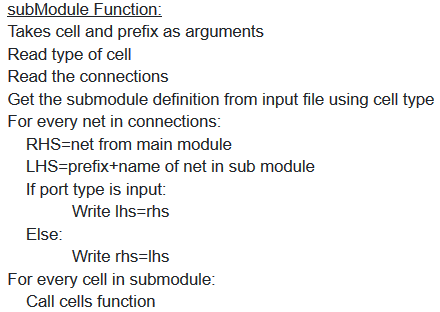 subModule Function:
Takes cell and prefix as arguments
Read type of cell
Read the connections
Get the submodule definition from input file using cell type
For every net in connections:
RHS=net from main module
LHS=prefix+name of net in sub module
If port type is input:
Write lhs=rhs
Else:
Write rhs=lhs
For every cell in submodule:
Call cells function